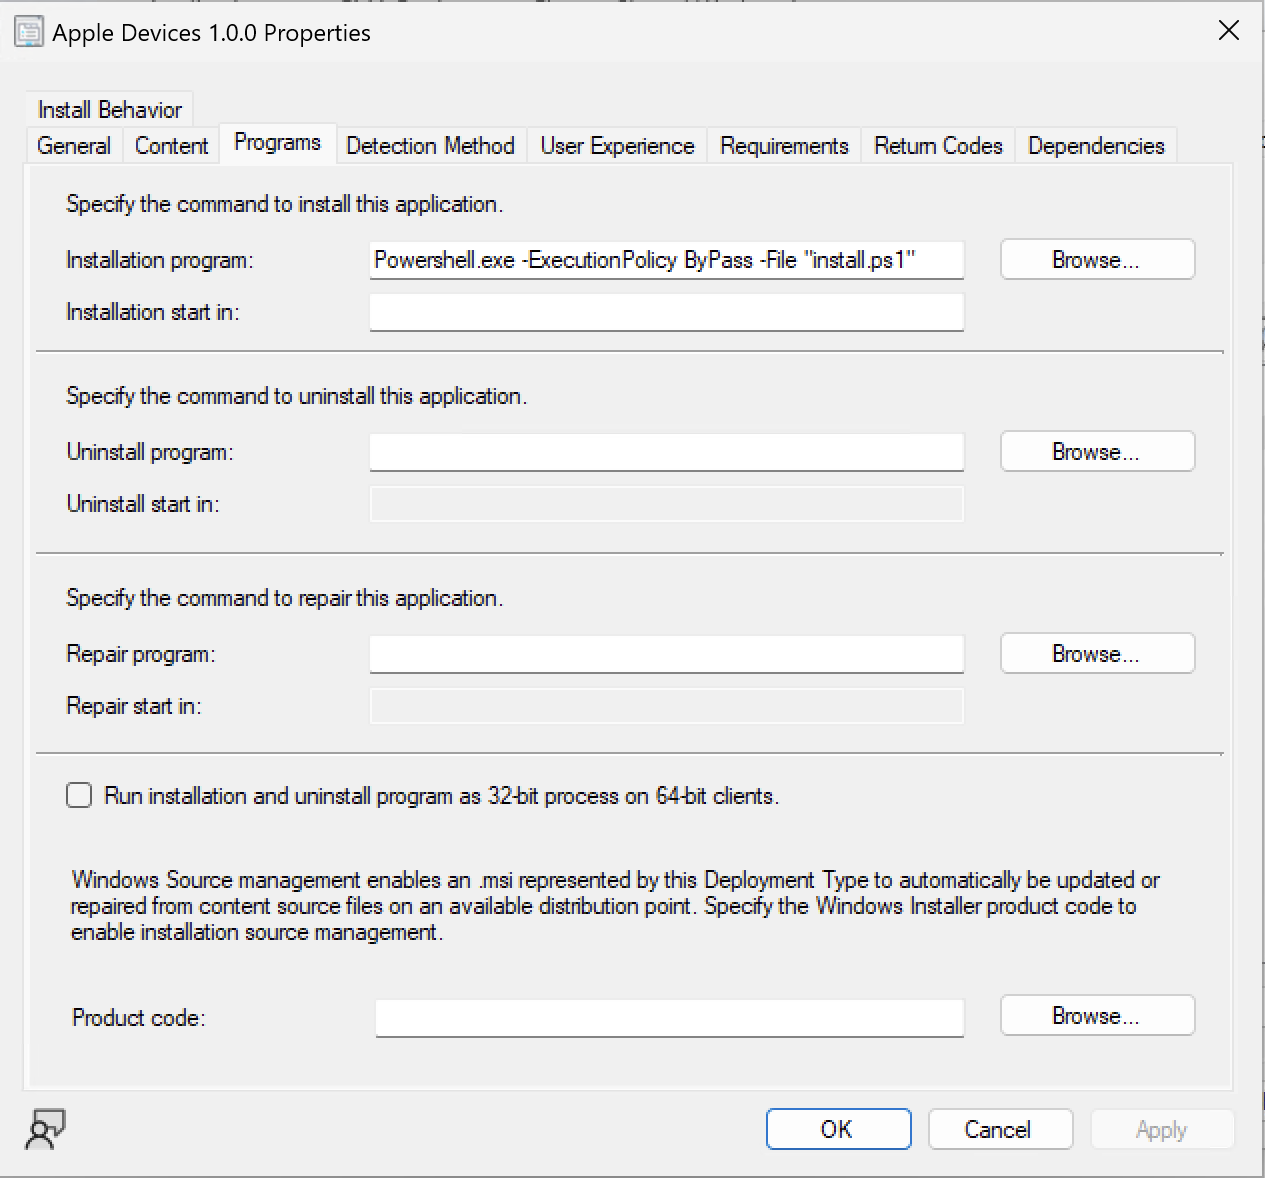 Apple Devices 1.0.0 Properties
Install Behavior
General Content Programs Detection Method User Experience Requirements Return Codes Dependencies
Specify the command to install this application.
Installation program: Powershell.exe -ExecutionPolicy ByPass -File "install.ps1" Browse...
Installation start in:
Specify the command to uninstall this application.
Uninstall program: Browse...
Uninstall start in:
Specify the command to repair this application.
Repair program: Browse...
Repair start in:
Run installation and uninstall program as 32-bit process on 64-bit clients.
Windows Source management enables an .msi represented by this Deployment Type to automatically be updated or
repaired from content source files on an available distribution point. Specify the Windows Installer product code to
enable installation source management.
Product code: Browse...
OK Cancel Apply